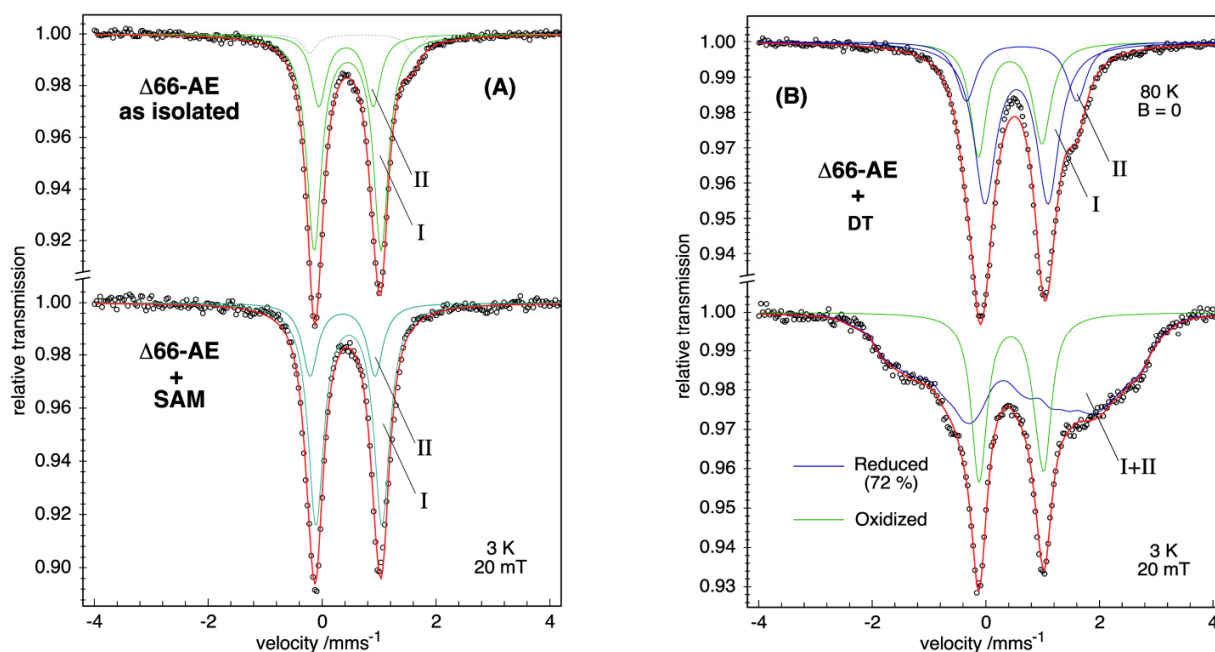 1.00
0.98
0.96
0.94
0.92
1.00
0.98
0.96
0.94
0.92
0.90
relative transmission
Δ66-AE
as isolated
(A)
II
I
Δ66-AE
+
SAM
II
I
3 K
20 mT
-4
-2
0
2
4
velocity /mms⁻¹
1.00
0.99
0.98
0.97
0.96
0.95
0.94
1.00
0.99
0.98
0.97
0.96
0.95
0.94
0.93
relative transmission
(B)
80 K
B = 0
II
I
Δ66-AE
+
DT
I+II
Reduced
(72 %)
Oxidized
3 K
20 mT
-4
-2
0
2
4
velocity /mms⁻¹